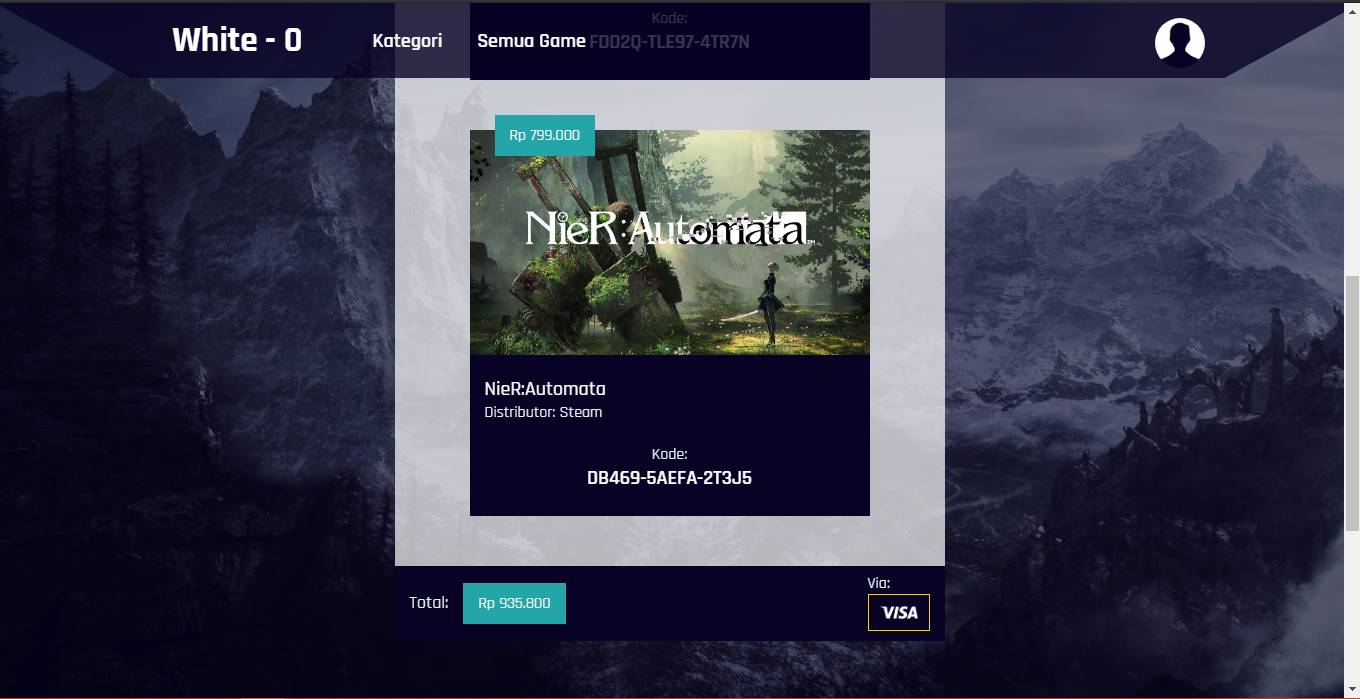 Kode:
White - 0
Kategori
Semua Game
FDD2Q-TLE97-4TR7N
Rp 799.000
NieR:Automata™
NieR:Automata
Distributor: Steam
Kode:
DB469-5AEFA-2T3J5
Via:
Total:
Rp 935.800
VISA